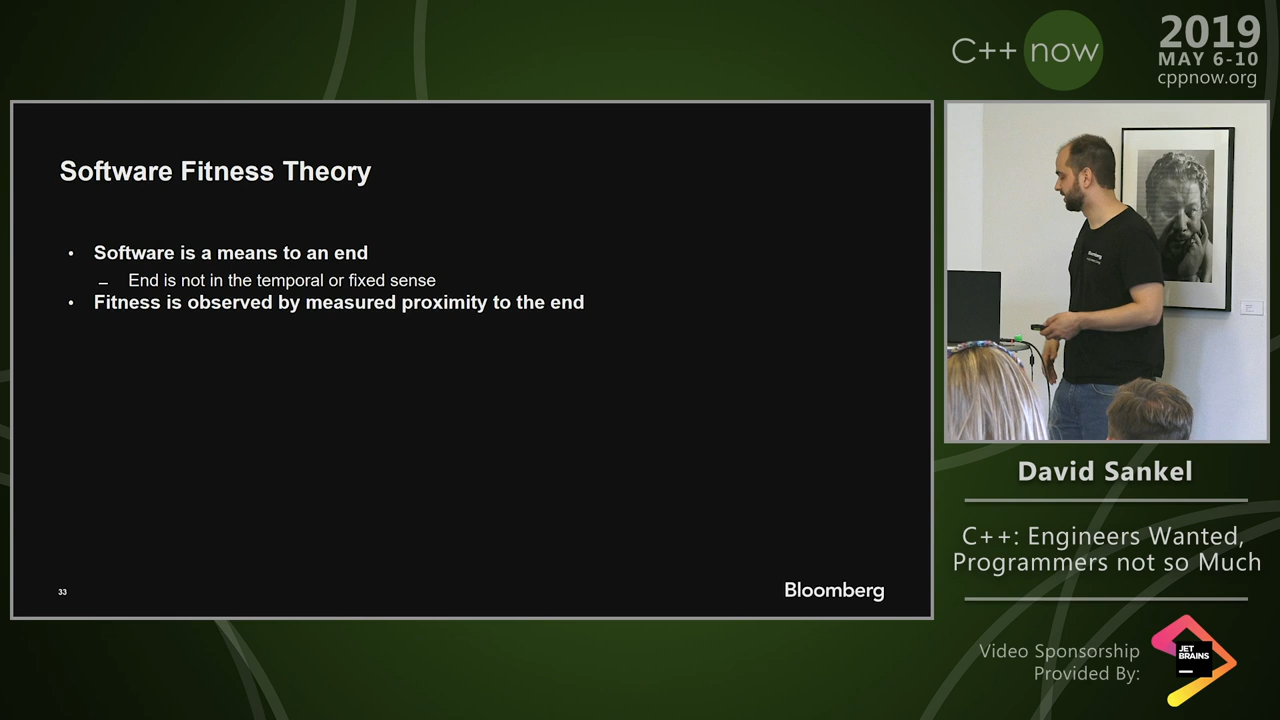 C++ now
2019
MAY 6-10
cppnow.org
Software Fitness Theory
• Software is a means to an end
– End is not in the temporal or fixed sense
• Fitness is observed by measured proximity to the end
33
Bloomberg
Bloomberg
David Sankel
C++: Engineers Wanted,
Programmers not so Much
Video Sponsorship
Provided By:
JET
BRAINS